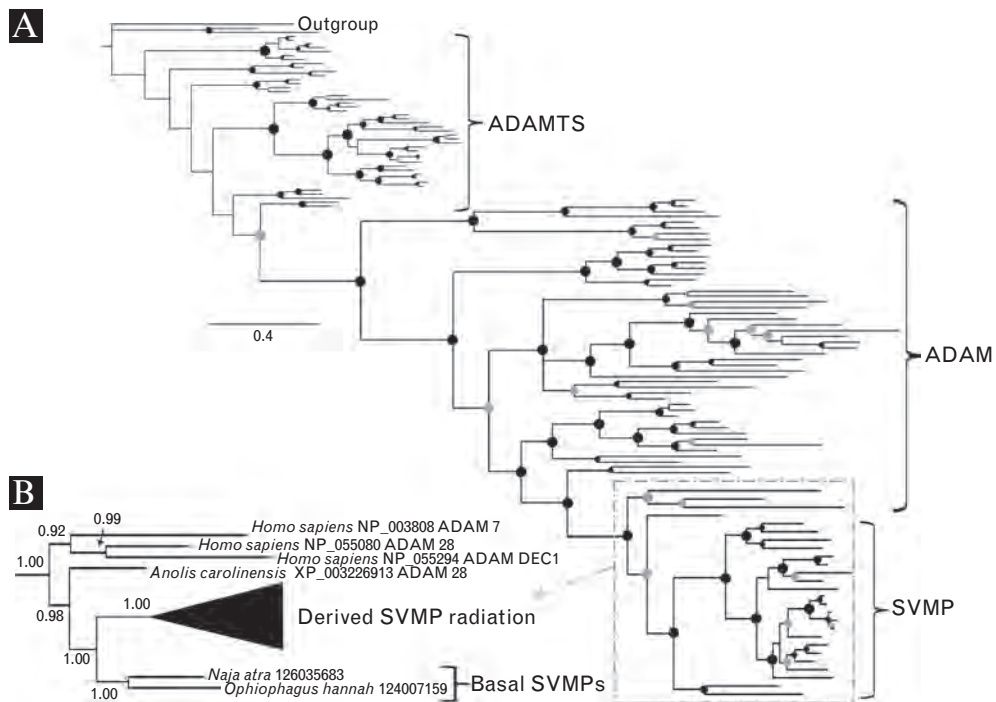 A
Outgroup
ADAMTS
0.4
ADAM
B
0.99
0.92
Homo sapiens NP_003808 ADAM 7
Homo sapiens NP_055080 ADAM 28
1.00
Homo sapiens NP_055294 ADAM DEC1
Anolis carolinensis XP_003226913 ADAM 28
1.00
0.98
Derived SVMP radiation
SVMP
1.00
Naja atra 126035683
Basal SVMPs
1.00
Ophiophagus hannah 124007159